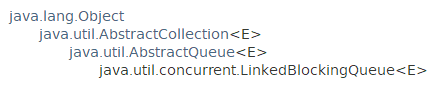 java.lang.Object
java.util.AbstractCollection<E>
java.util.AbstractQueue<E>
java.util.concurrent.LinkedBlockingQueue<E>